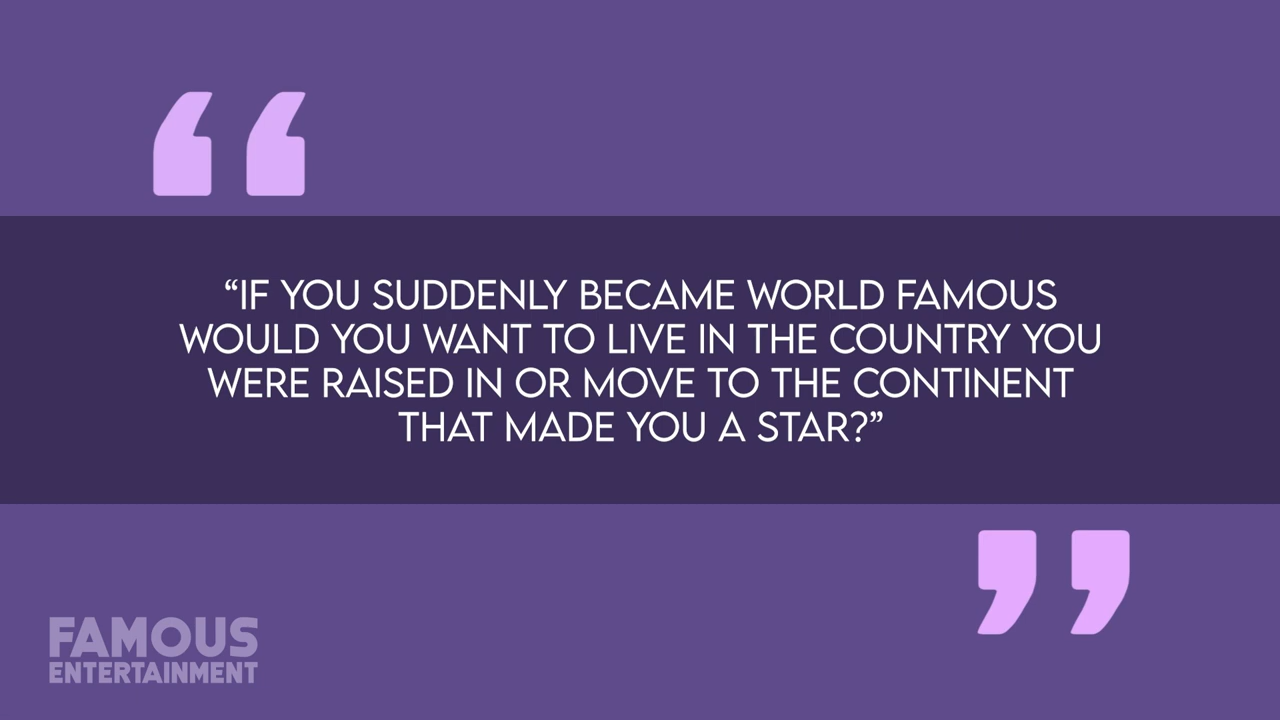 “IF YOU SUDDENLY BECAME WORLD FAMOUS
WOULD YOU WANT TO LIVE IN THE COUNTRY YOU
WERE RAISED IN OR MOVE TO THE CONTINENT
THAT MADE YOU A STAR?”
FAMOUS
ENTERTAINMENT